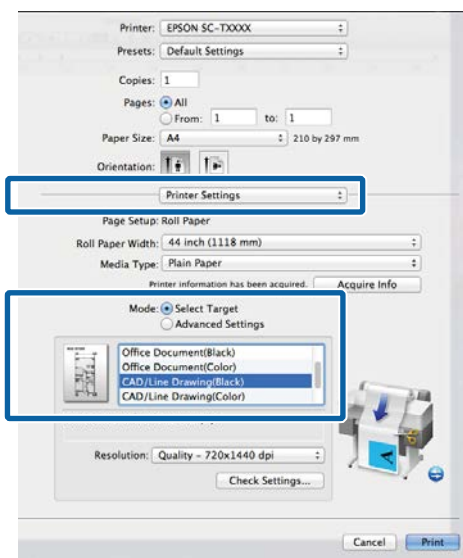 Printer: EPSON SC-TXXXX
Presets: Default Settings
Copies: 1
Pages: All
From: 1 to: 1
Paper Size: A4 210 by 297 mm
Orientation:
Printer Settings
Page Setup: Roll Paper
Roll Paper Width: 44 inch (1118 mm)
Media Type: Plain Paper
Printer information has been acquired. Acquire Info
Mode: Select Target
Advanced Settings
Office Document(Black)
Office Document(Color)
CAD/Line Drawing(Black)
CAD/Line Drawing(Color)
Resolution: Quality - 720x1440 dpi
Check Settings...
Cancel Print